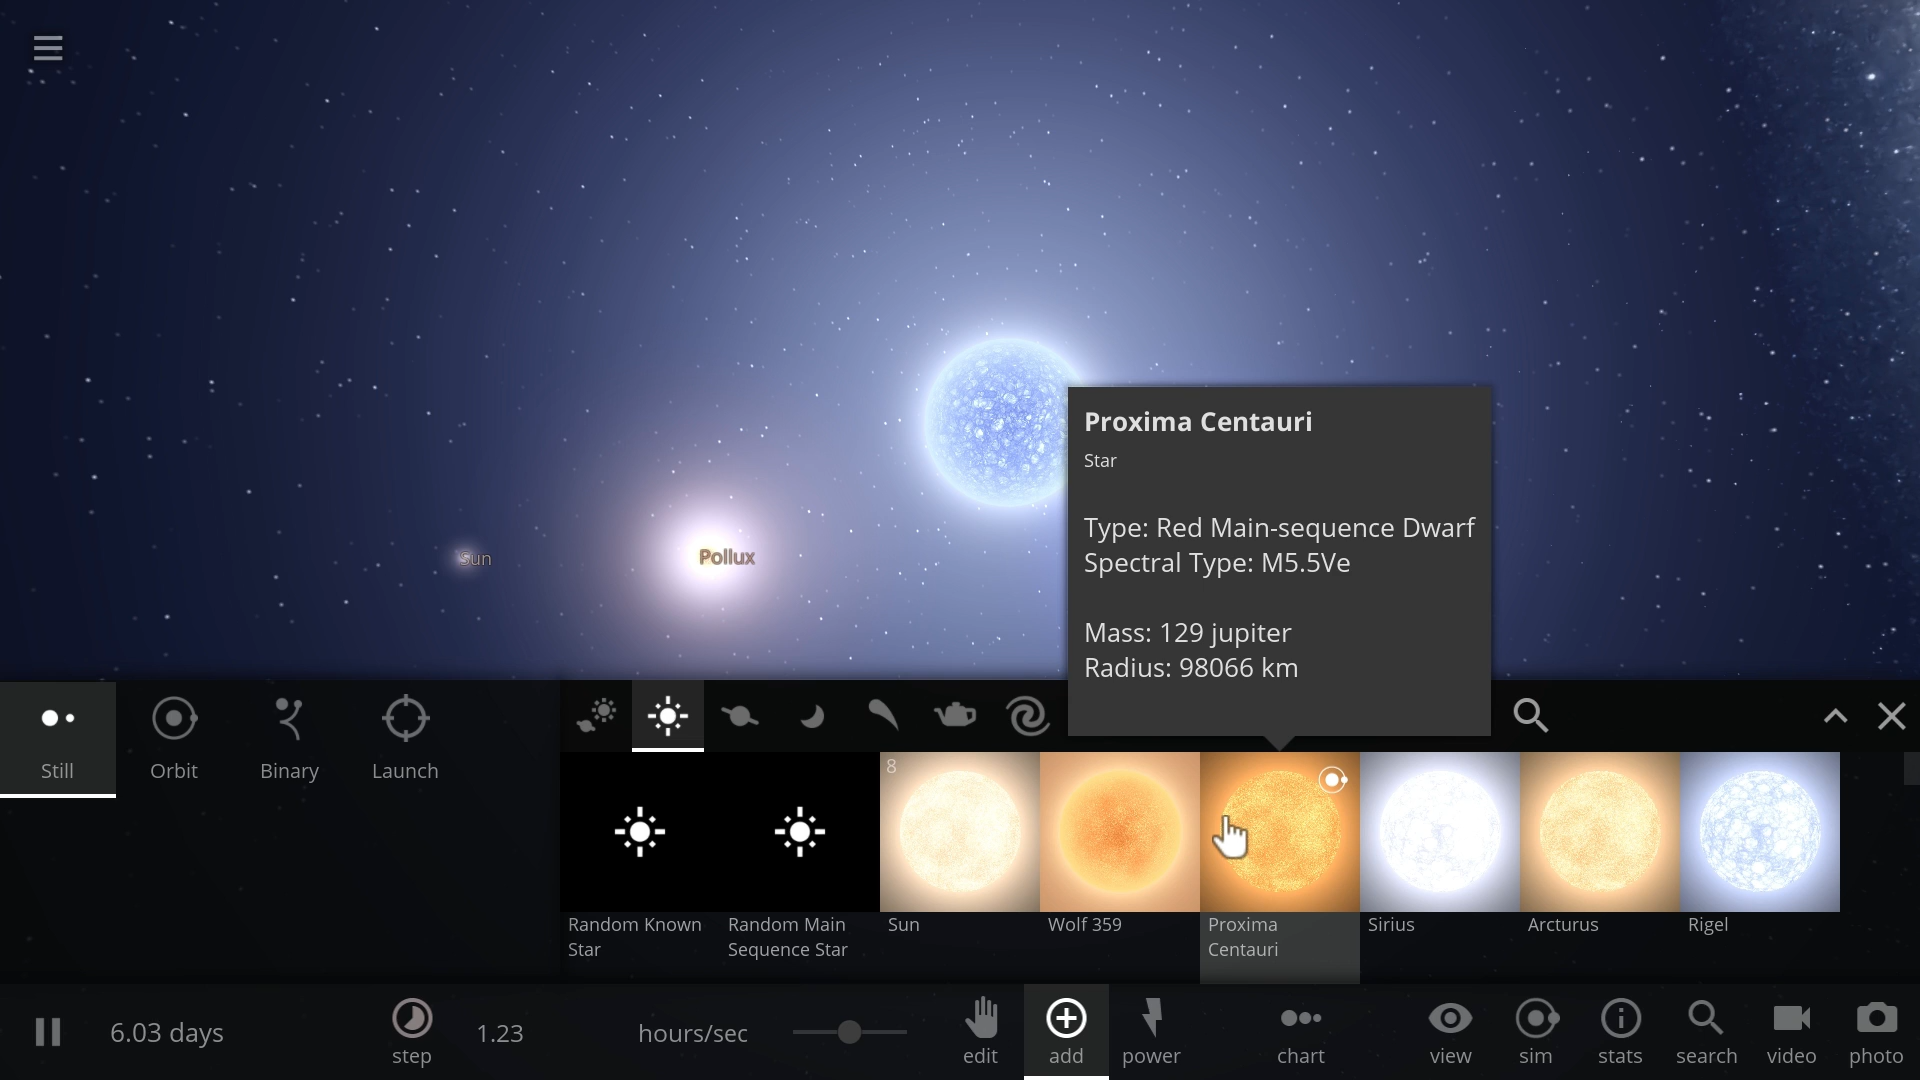 Proxima Centauri
Star
Type: Red Main-sequence Dwarf
Spectral Type: M5.5Ve
Mass: 129 jupiter
Radius: 98066 km
Sun
Pollux
Still
Orbit
Binary
Launch
8
Random Known
Star
Random Main
Sequence Star
Sun
Wolf 359
Proxima
Centauri
Sirius
Arcturus
Rigel
6.03 days
step
1.23
hours/sec
edit
add
power
chart
view
sim
stats
search
video
photo